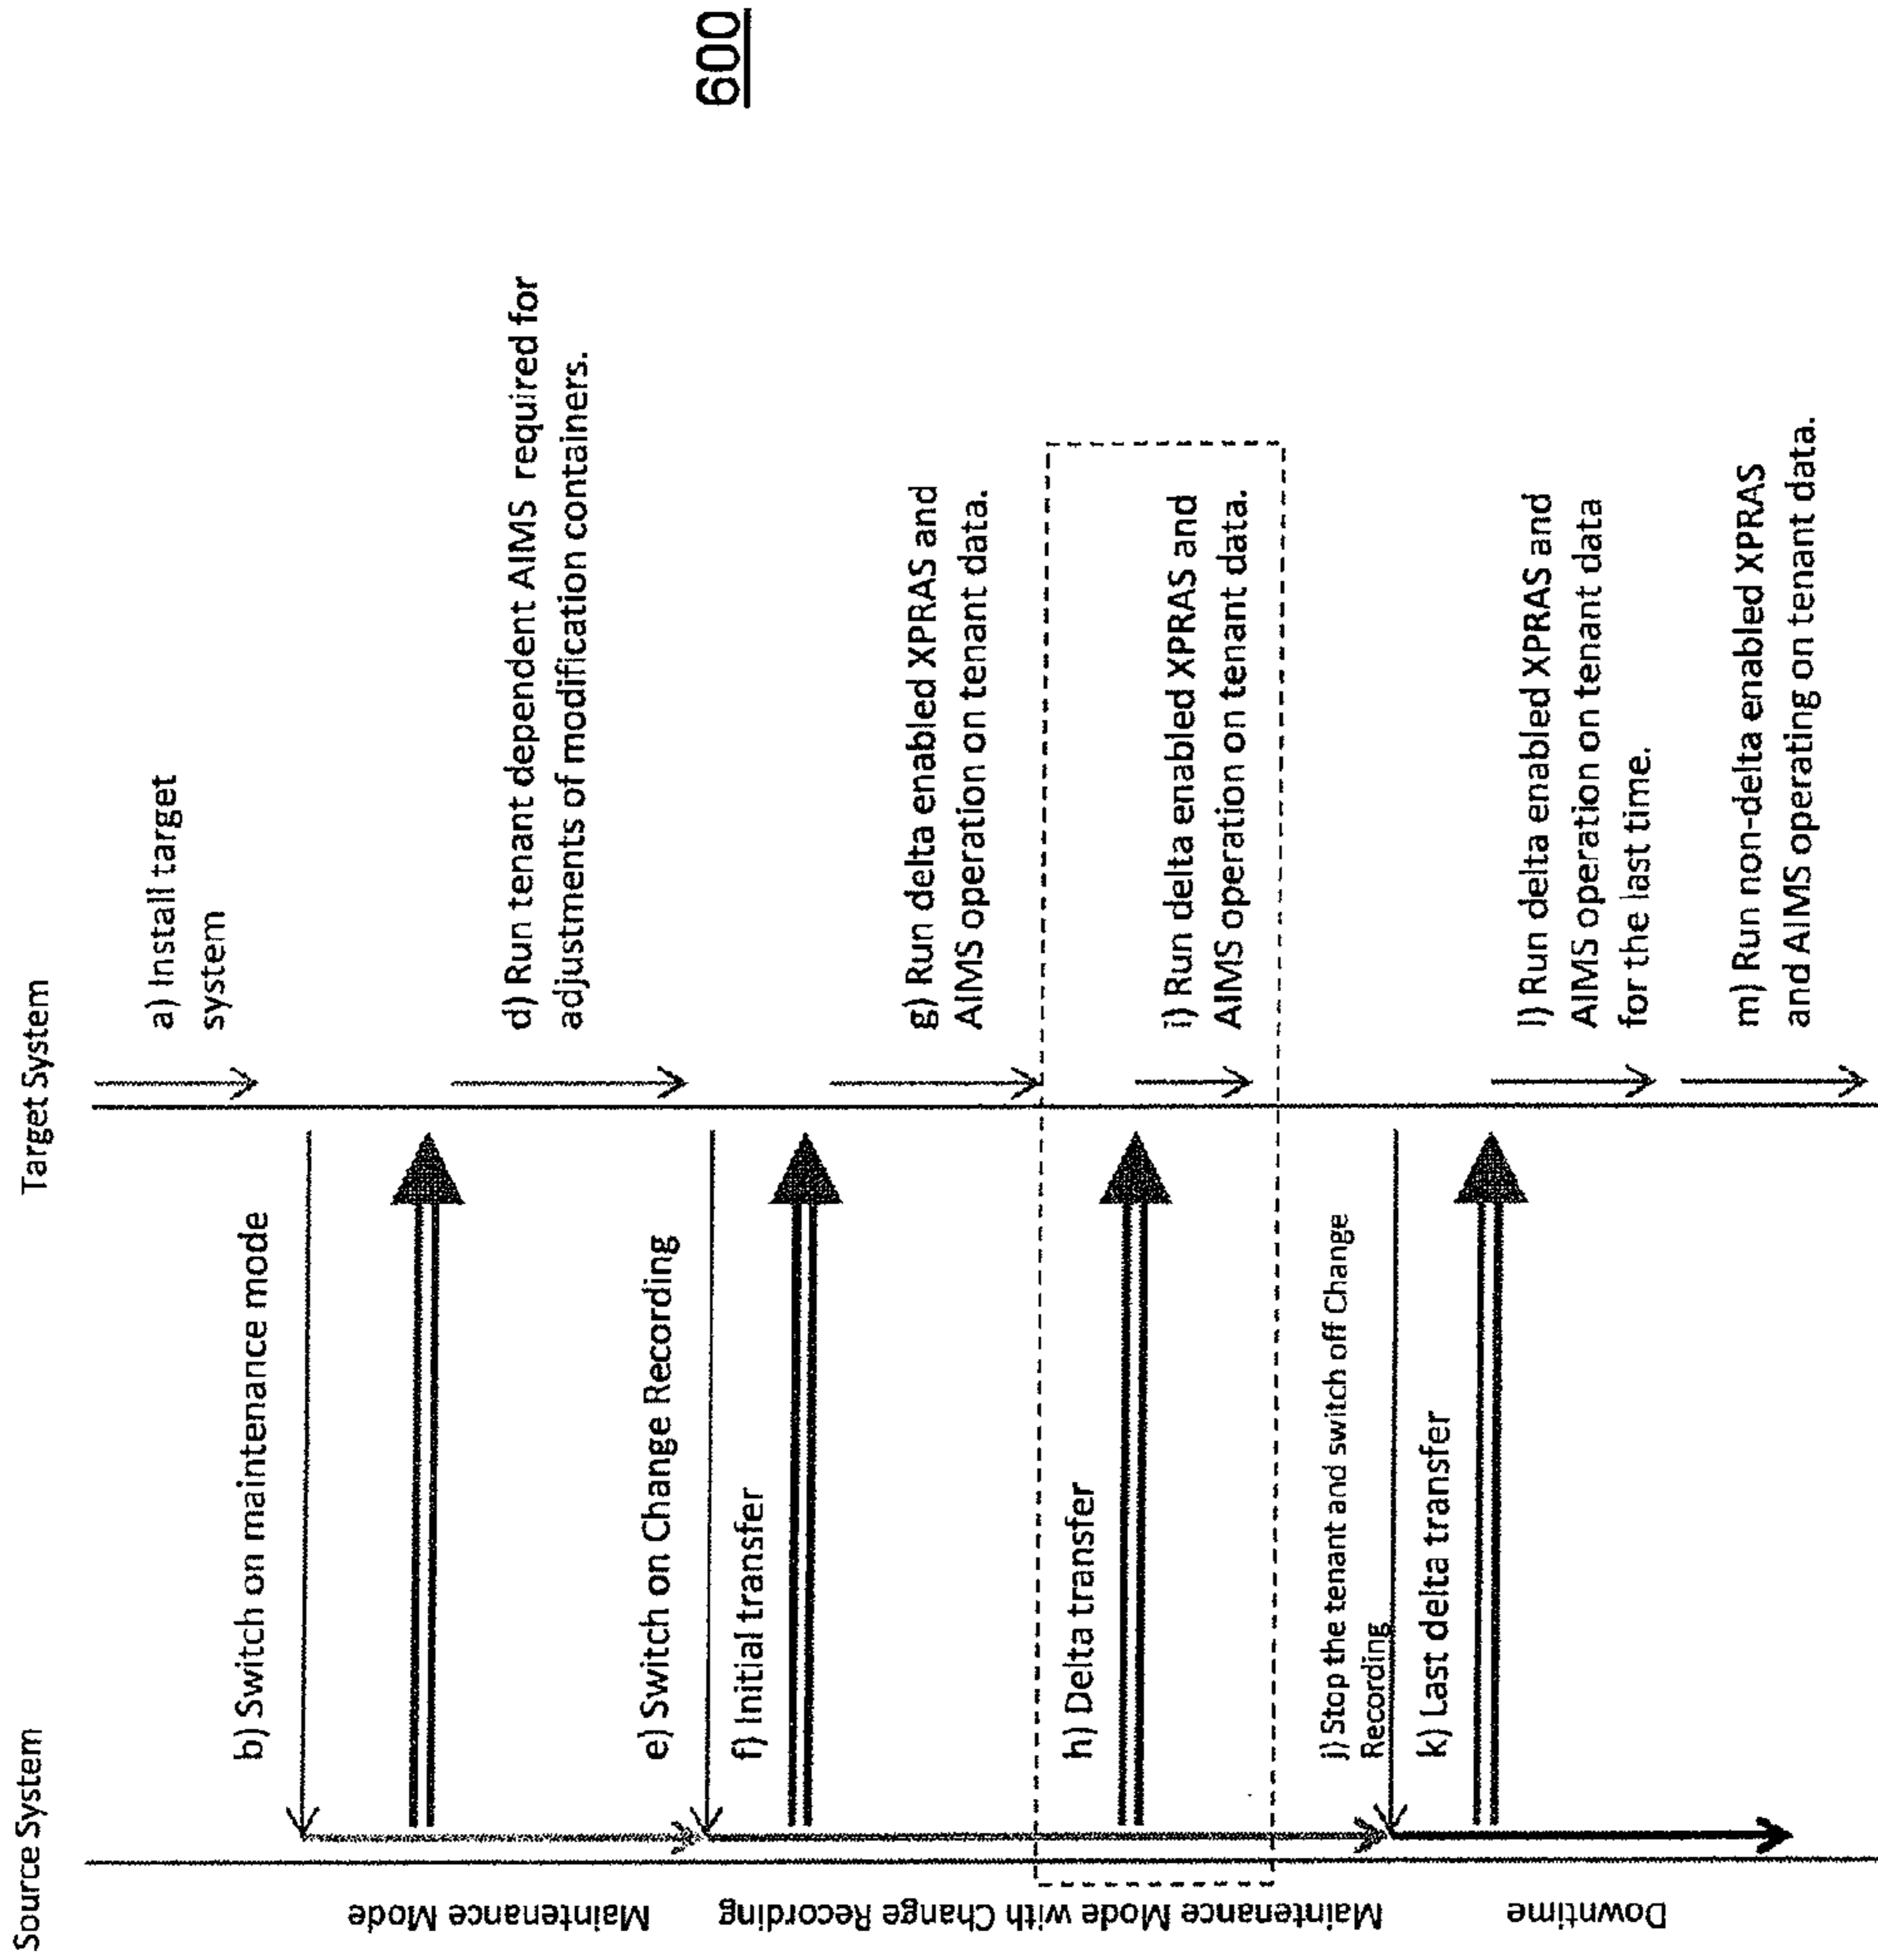 600
Source System
Target System
a) Install target
system
b) Switch on maintenance mode
d) Run tenant dependent AIMS required for
adjustments of modification containers.
e) Switch on Change Recording
f) Initial transfer
g) Run delta enabled XPRAS and
AIMS operation on tenant data.
h) Delta transfer
i) Run delta enabled XPRAS and
AIMS operation on tenant data.
j) Stop the tenant and switch off Change
Recording
k) Last delta transfer
l) Run delta enabled XPRAS and
AIMS operation on tenant data
for the last time.
m) Run non-delta enabled XPRAS
and AIMS operating on tenant data.
Maintenance Mode
Maintenance Mode with Change Recording
Downtime